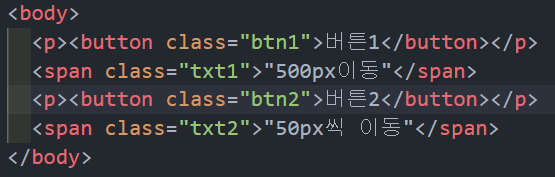 <body>
<p><button class="btn1">버튼1</button></p>
<span class="txt1">"500px이동"</span>
<p><button class="btn2">버튼2</button></p>
<span class="txt2">"50px씩 이동"</span>
</body>